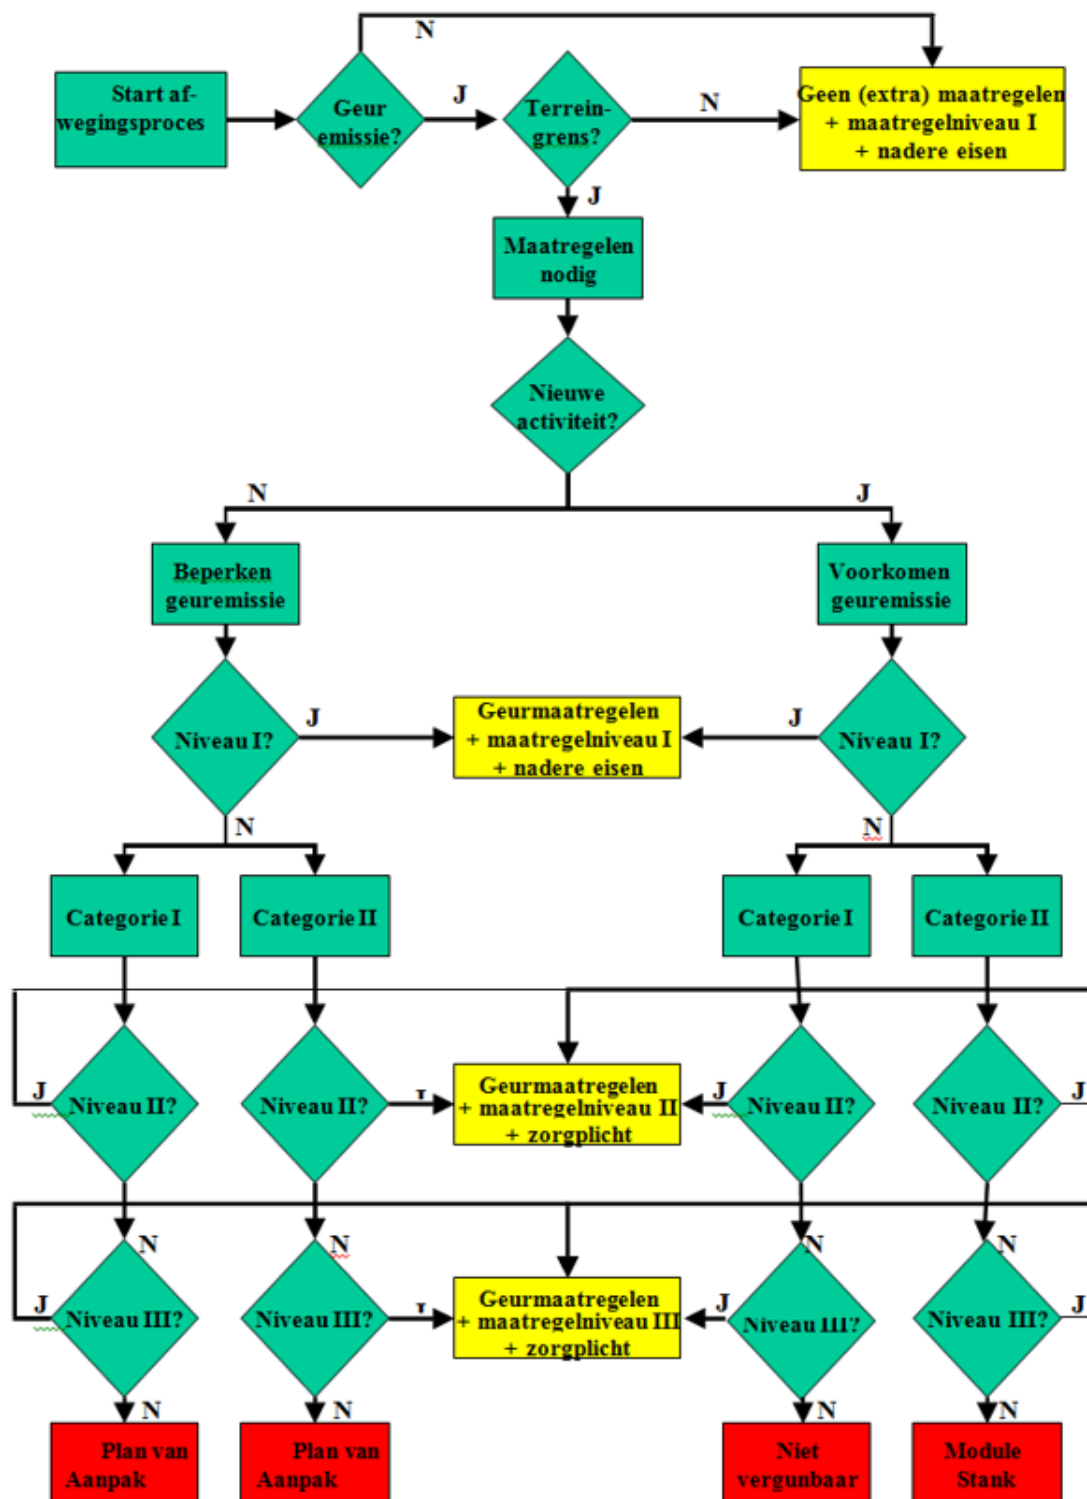 N
Start af-
wegingsproces
Geur
emissie?
J
Terrein-
grens?
N
Geen (extra) maatregelen
+ maatregelniveau I
+ nadere eisen
J
Maatregelen
nodig
Nieuwe
activiteit?
N
J
Beperken
geuremissie
Voorkomen
geuremissie
Niveau I?
J
Geurmaatregelen
+ maatregelniveau I
+ nadere eisen
J
Niveau I?
N
N
Categorie I
Categorie II
Categorie I
Categorie II
J
Niveau II?
Niveau II?
Geurmaatregelen
+ maatregelniveau II
+ zorgplicht
J
Niveau II?
Niveau II?
J
N
N
N
N
J
Niveau III?
Niveau III?
Geurmaatregelen
+ maatregelniveau III
+ zorgplicht
J
Niveau III?
Niveau III?
J
N
N
N
N
Plan van
Aanpak
Plan van
Aanpak
Niet
vergunbaar
Module
Stank